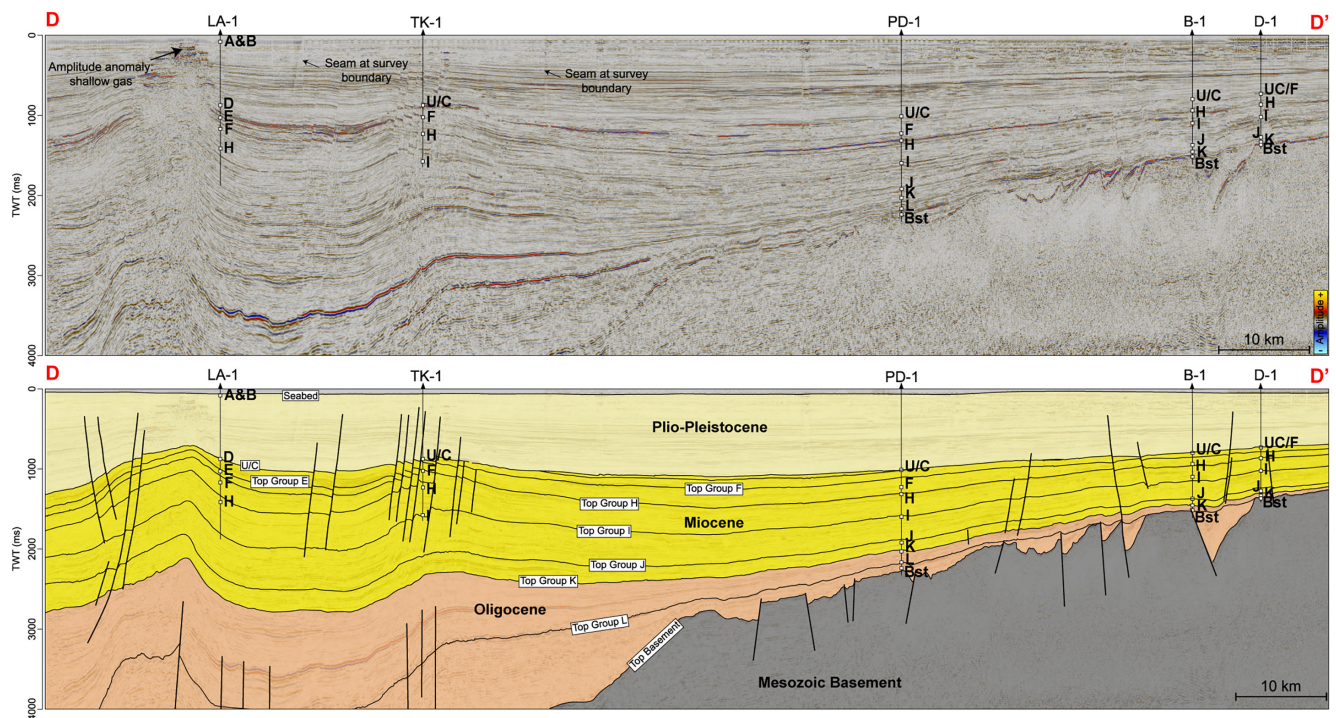 D LA-1 TK-1 PD-1 B-1 D-1 D'
0
A&B
Amplitude anomaly:
shallow gas
Seam at survey
boundary
Seam at survey
boundary
D
E
F
H
U/C
F
H
I
U/C
F
H
I
J
K
L
Bst
U/C
H
I
J
K
Bst
UC/F
H
I
J
K
Bst
1000
2000
3000
4000
TWT (ms)
- Amplitude +
10 km
D LA-1 TK-1 PD-1 B-1 D-1 D'
0
A&B
Seabed
Plio-Pleistocene
D
E
F
H
U/C
Top Group E
U/C
F
H
I
Top Group F
Top Group H
Top Group I
Miocene
Top Group J
Top Group K
U/C
F
H
I
J
K
L
Bst
U/C
H
I
J
K
Bst
UC/F
H
I
J
K
Bst
Oligocene
Top Group L
Top Basement
Mesozoic Basement
1000
2000
3000
4000
TWT (ms)
10 km